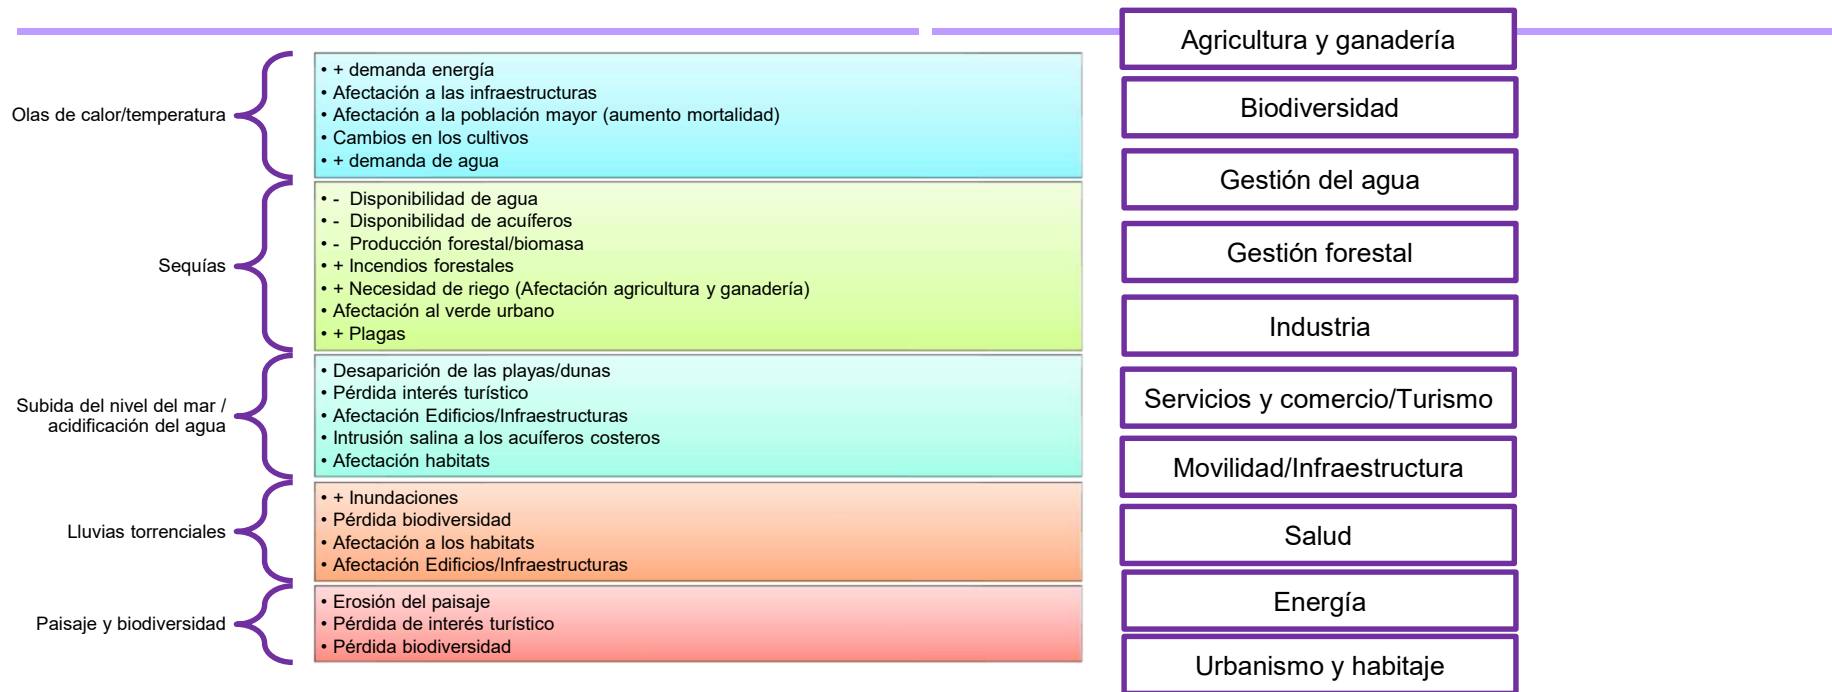 Olas de calor/temperatura
• + demanda energía
• Afectación a las infraestructuras
• Afectación a la población mayor (aumento mortalidad)
• Cambios en los cultivos
• + demanda de agua
Sequías
• - Disponibilidad de agua
• - Disponibilidad de acuíferos
• - Producción forestal/biomasa
• + Incendios forestales
• + Necesidad de riego (Afectación agricultura y ganadería)
• Afectación al verde urbano
• + Plagas
Subida del nivel del mar /
acidificación del agua
• Desaparición de las playas/dunas
• Pérdida interés turístico
• Afectación Edificios/Infraestructuras
• Intrusión salina a los acuíferos costeros
• Afectación habitats
Lluvias torrenciales
• + Inundaciones
• Pérdida biodiversidad
• Afectación a los habitats
• Afectación Edificios/Infraestructuras
Paisaje y biodiversidad
• Erosión del paisaje
• Pérdida de interés turístico
• Pérdida biodiversidad
Agricultura y ganadería
Biodiversidad
Gestión del agua
Gestión forestal
Industria
Servicios y comercio/Turismo
Movilidad/Infraestructura
Salud
Energía
Urbanismo y habitaje